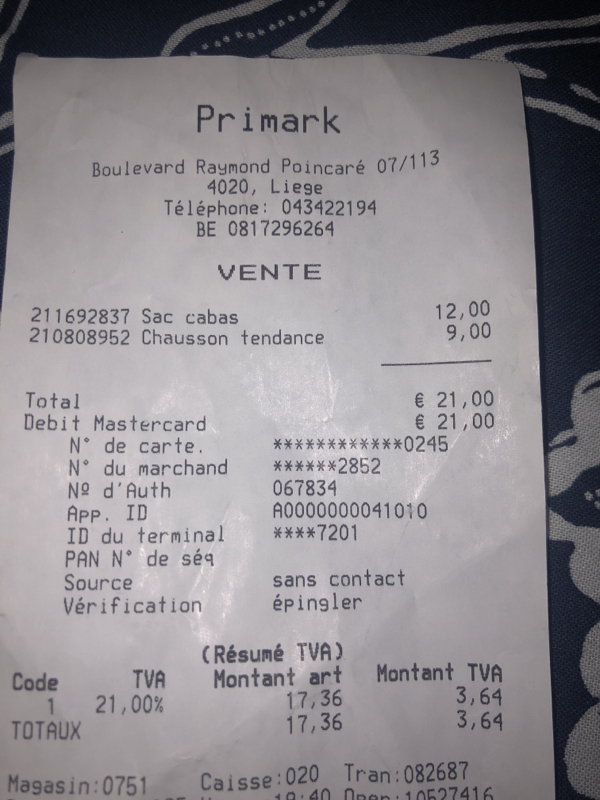 Primark
Boulevard Raymond Poincaré 07/113
4020, Liege
Téléphone: 043422194
BE 0817296264
VENTE
211692837 Sac cabas 12,00
210808952 Chausson tendance 9,00
Total € 21,00
Debit Mastercard € 21,00
N° de carte. ************0245
N° du marchand ******2852
Nº d'Auth 067834
App. ID A0000000041010
ID du terminal ****7201
PAN N° de séq
Source sans contact
Vérification épingler
(Résumé TVA)
Code TVA Montant art Montant TVA
1 21,00% 17,36 3,64
TOTAUX 17,36 3,64
Magasin:0751 Caisse:020 Tran:082687
19:40 Oper:10527416